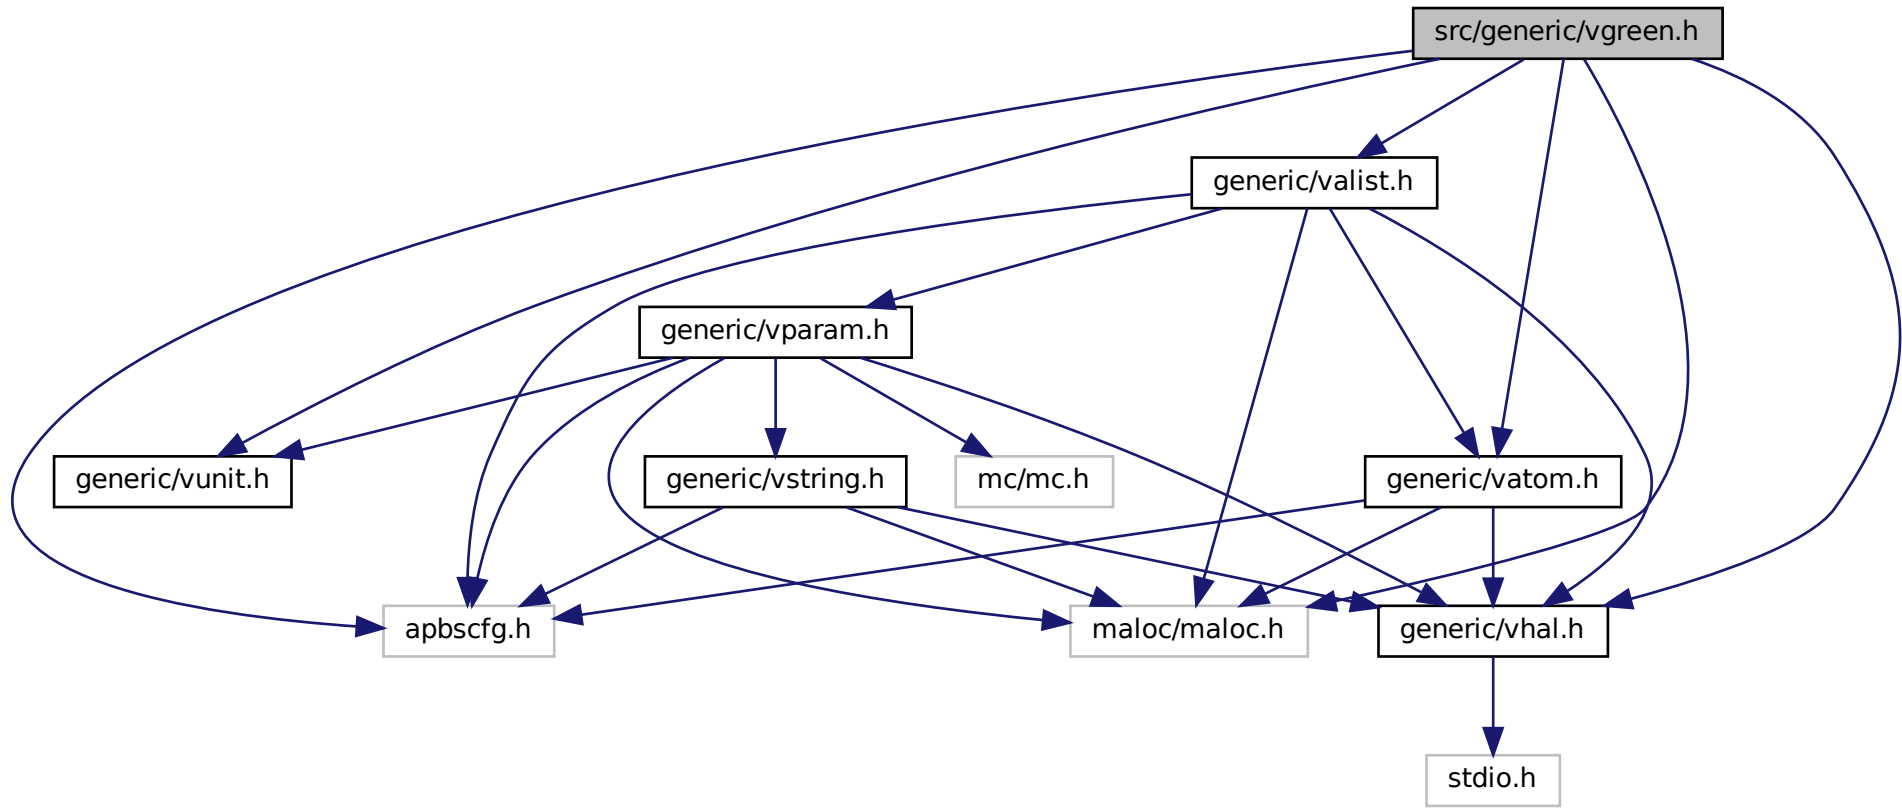 src/generic/vgreen.h
generic/valist.h
generic/vparam.h
generic/vunit.h
generic/vstring.h
mc/mc.h
generic/vatom.h
apbscfg.h
maloc/maloc.h
generic/vhal.h
stdio.h